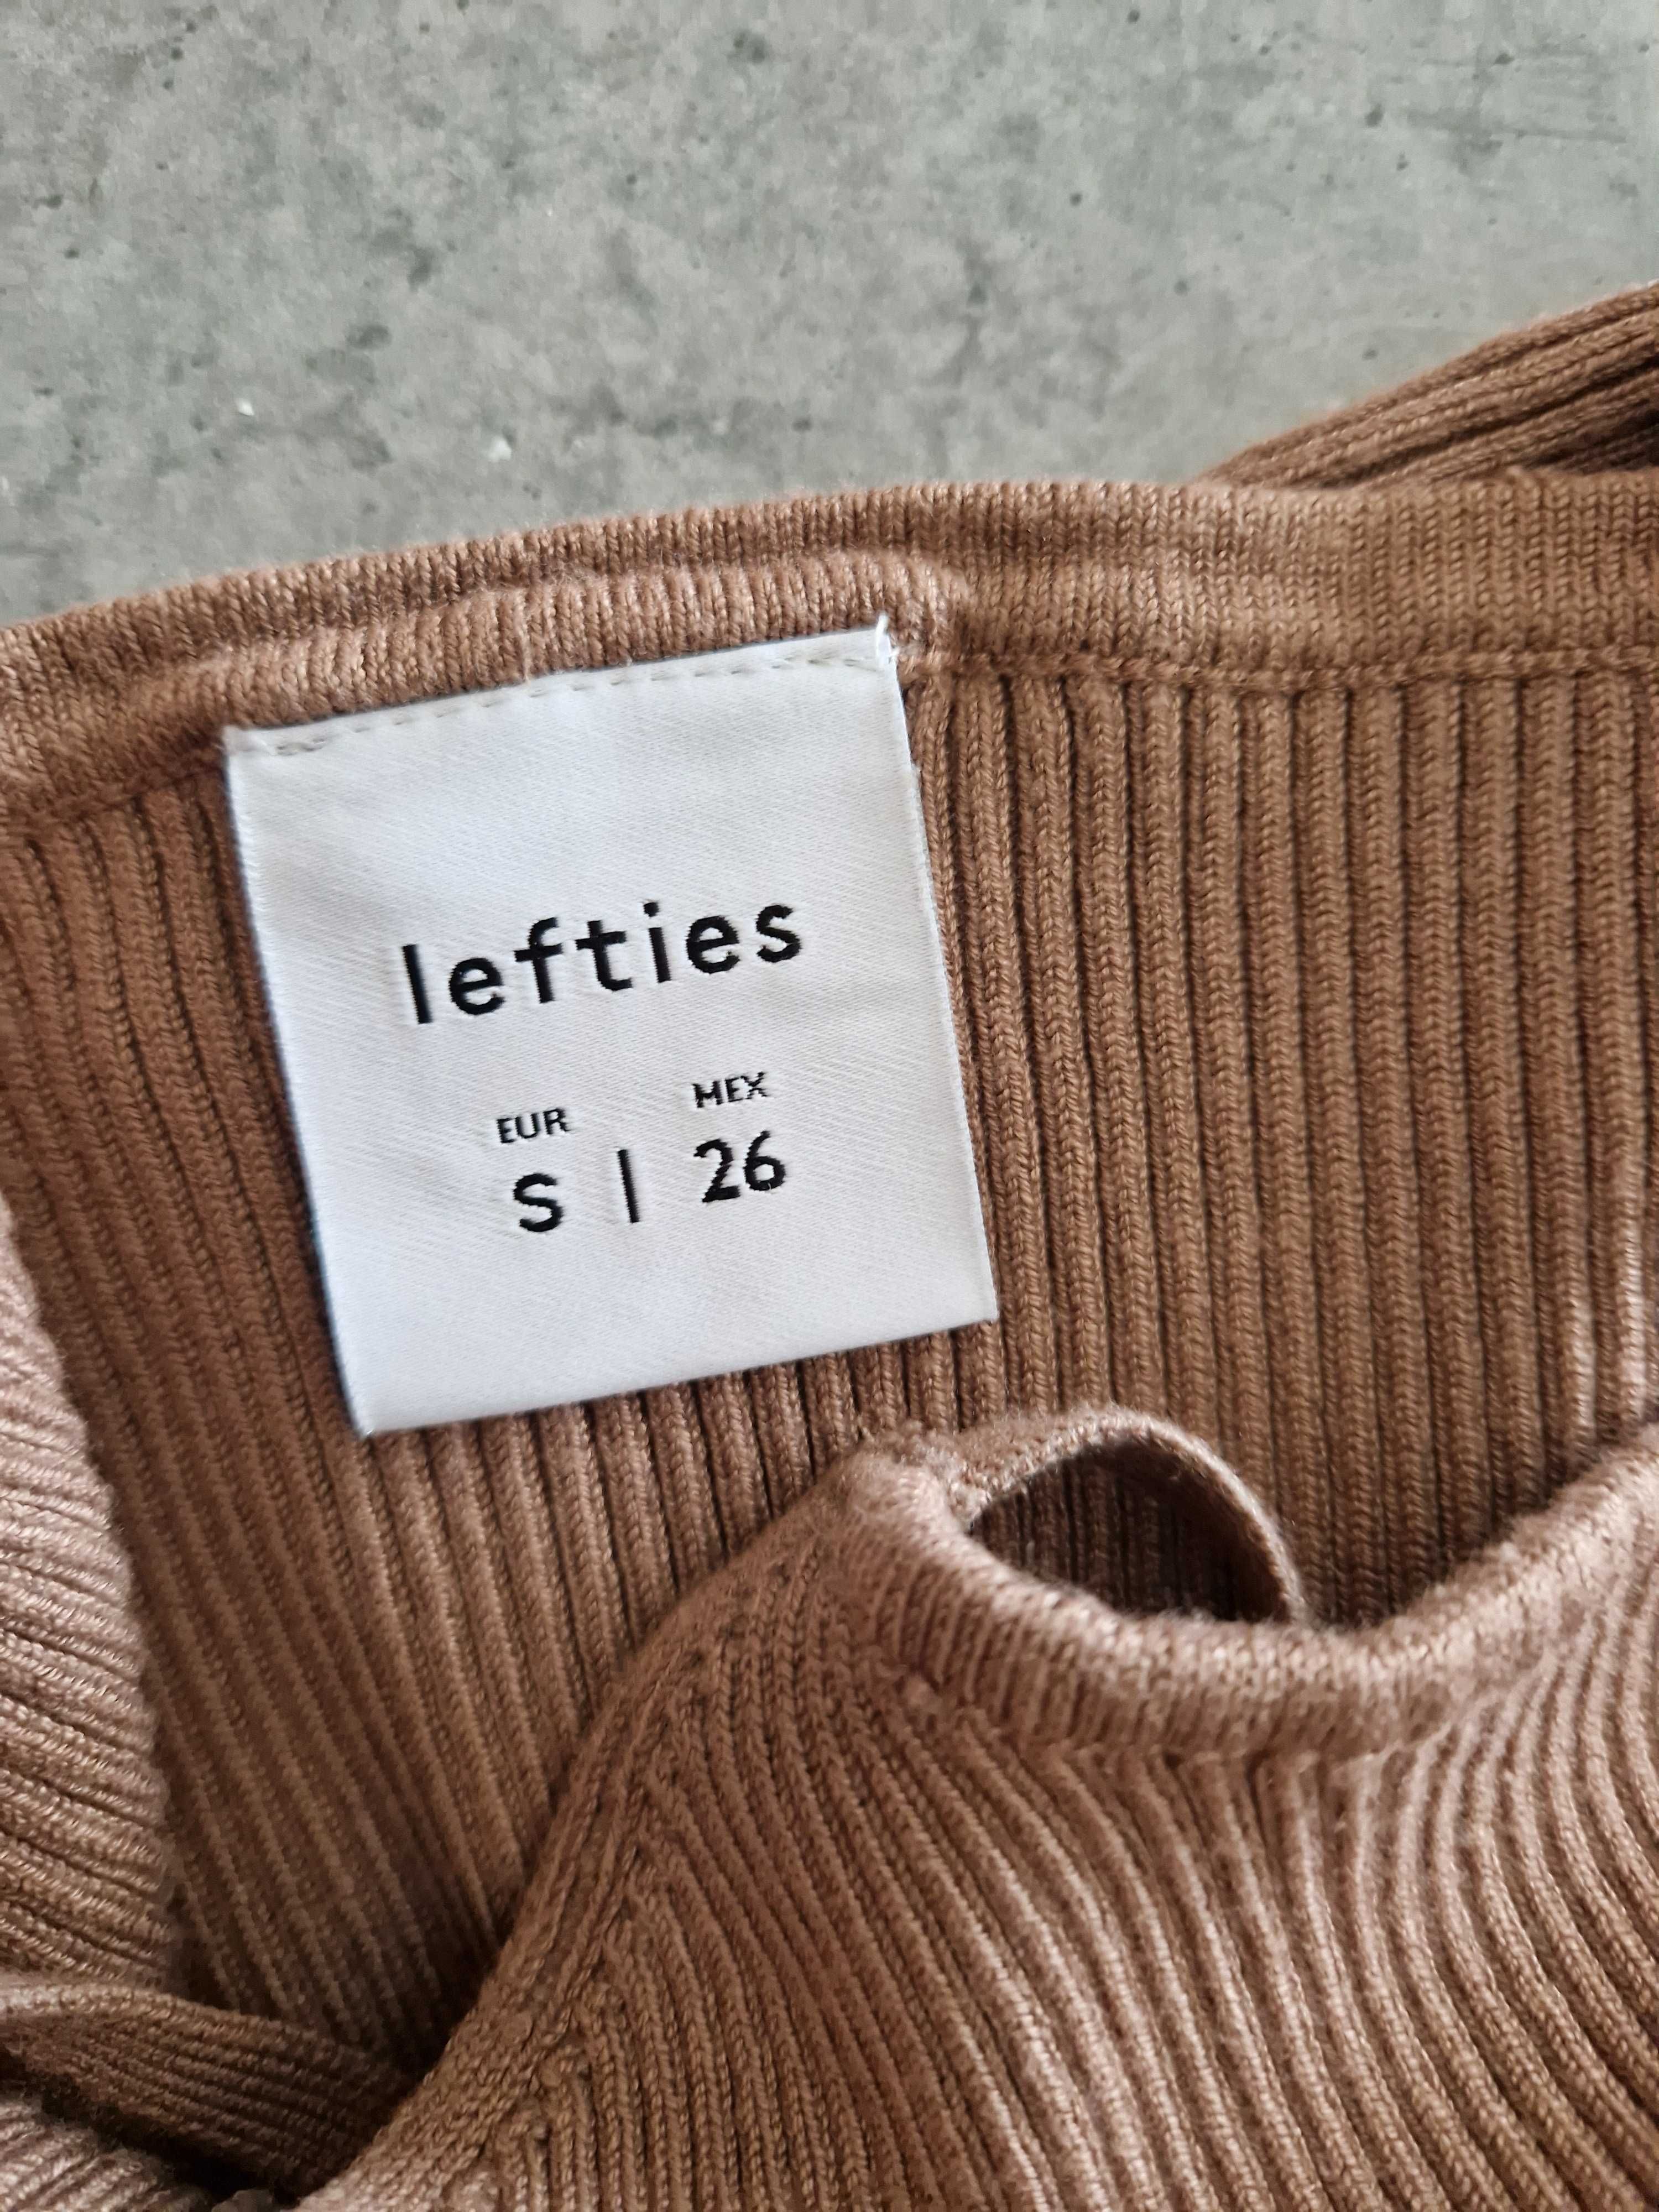 lefties
EUR MEX
S | 26